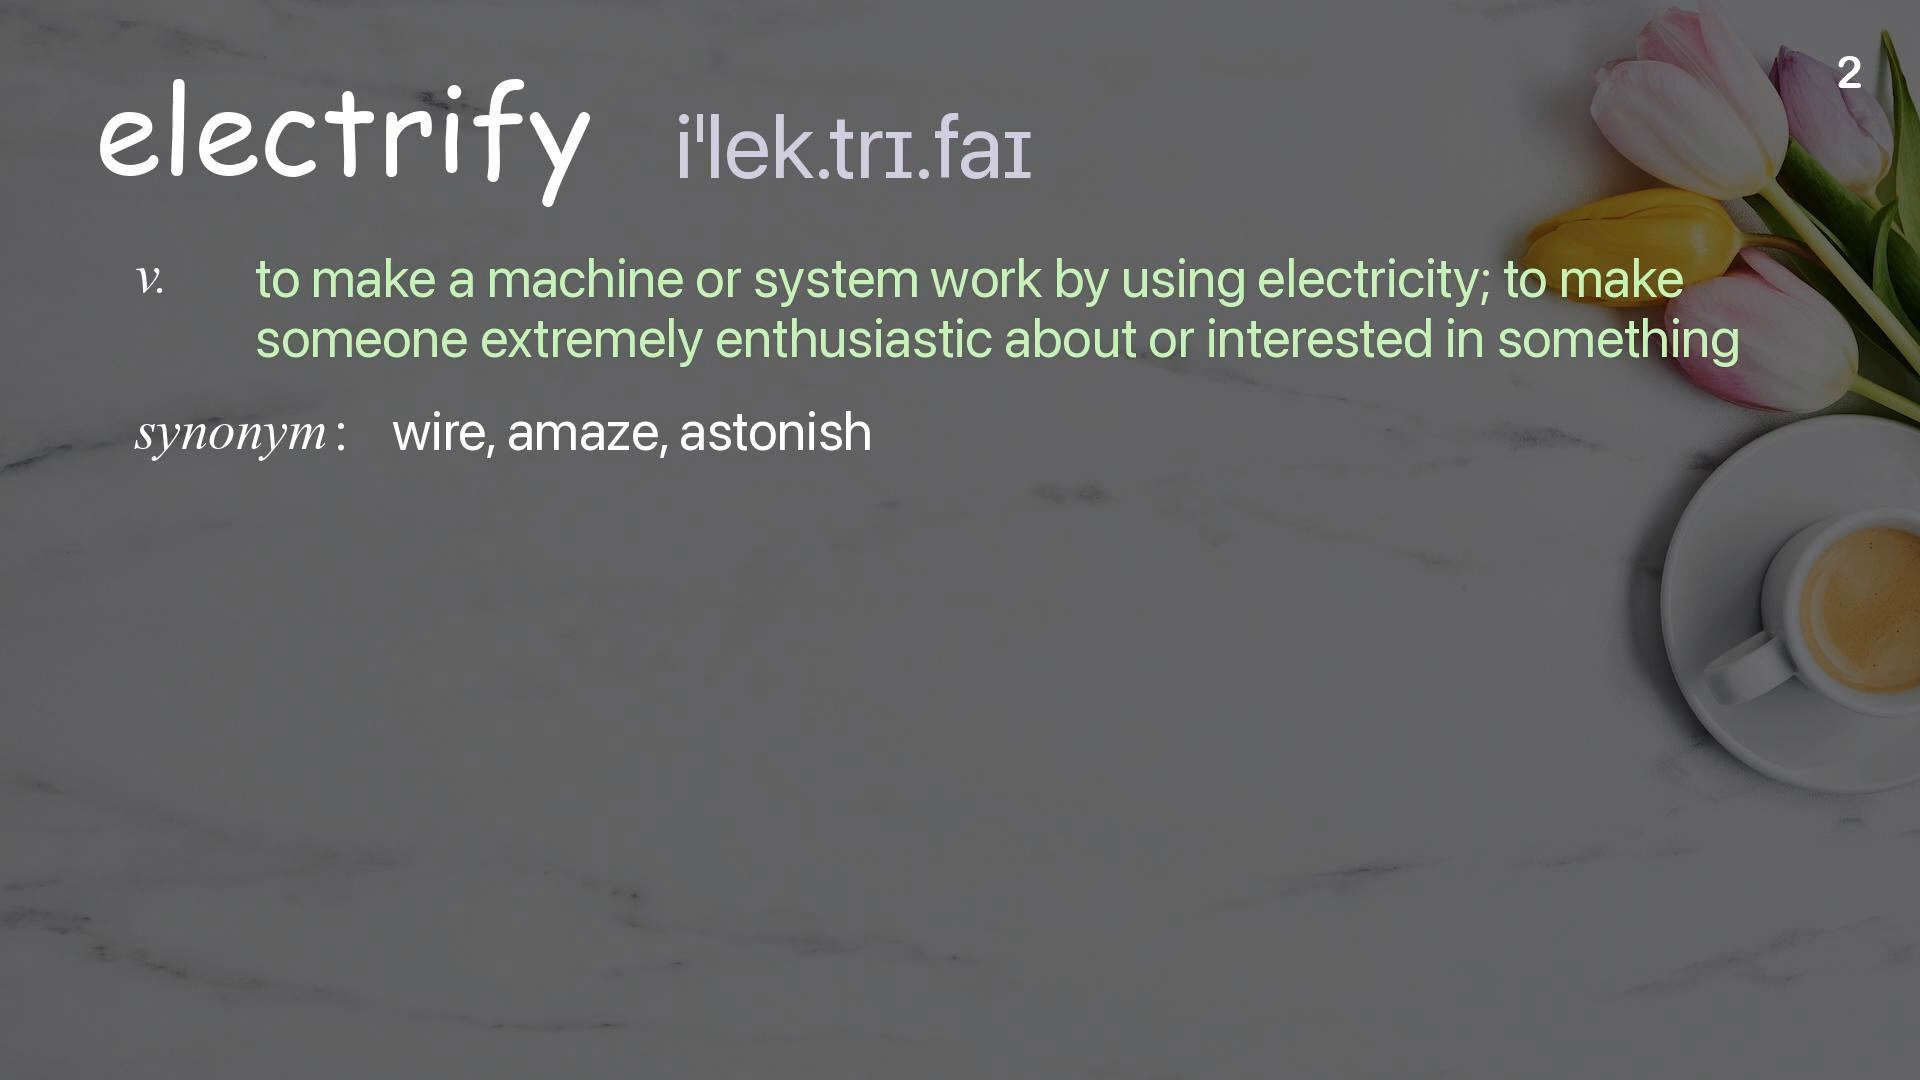 2
electrify iˈlek.trɪ.faɪ
v. to make a machine or system work by using electricity; to make
someone extremely enthusiastic about or interested in something
synonym : wire, amaze, astonish